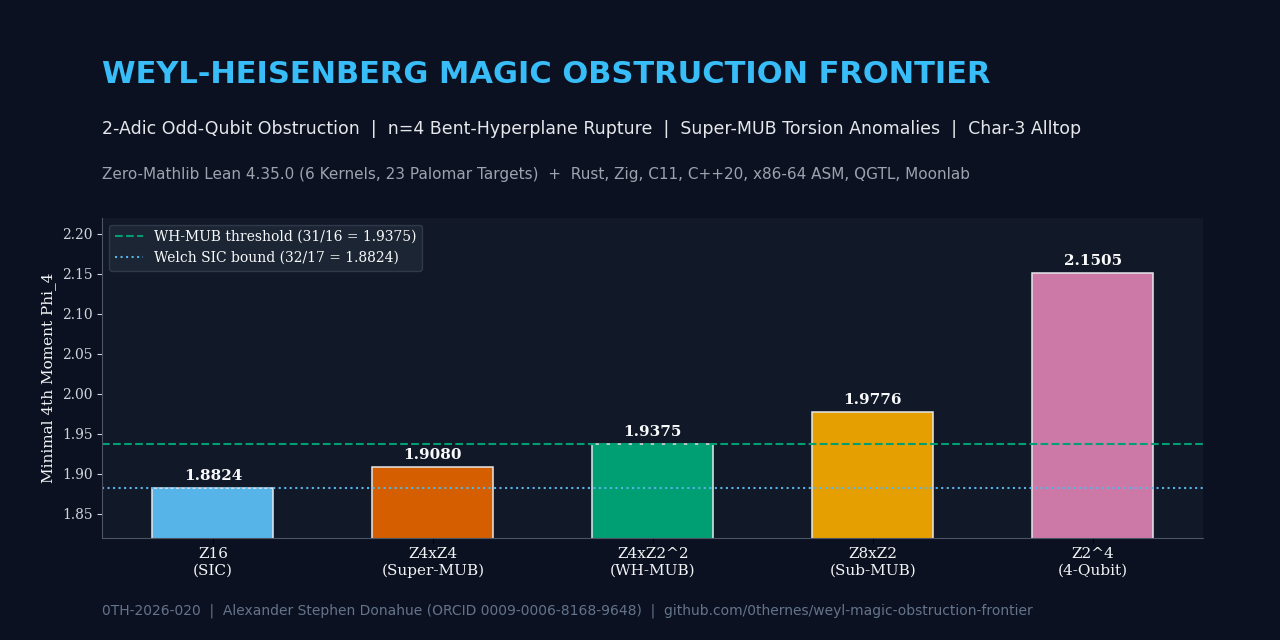 WEYL-HEISENBERG MAGIC OBSTRUCTION FRONTIER
2-Adic Odd-Qubit Obstruction | n=4 Bent-Hyperplane Rupture | Super-MUB Torsion Anomalies | Char-3 Alltop
Zero-Mathlib Lean 4.35.0 (6 Kernels, 23 Palomar Targets) + Rust, Zig, C11, C++20, x86-64 ASM, QGTL, Moonlab
WH-MUB threshold (31/16 = 1.9375)
Welch SIC bound (32/17 = 1.8824)
Minimal 4th Moment Phi_4
2.20
2.15
2.10
2.05
2.00
1.95
1.90
1.85
1.8824
1.9080
1.9375
1.9776
2.1505
Z16
(SIC)
Z4xZ4
(Super-MUB)
Z4xZ2^2
(WH-MUB)
Z8xZ2
(Sub-MUB)
Z2^4
(4-Qubit)
0TH-2026-020 | Alexander Stephen Donahue (ORCID 0009-0006-8168-9648) | github.com/0thernes/weyl-magic-obstruction-frontier